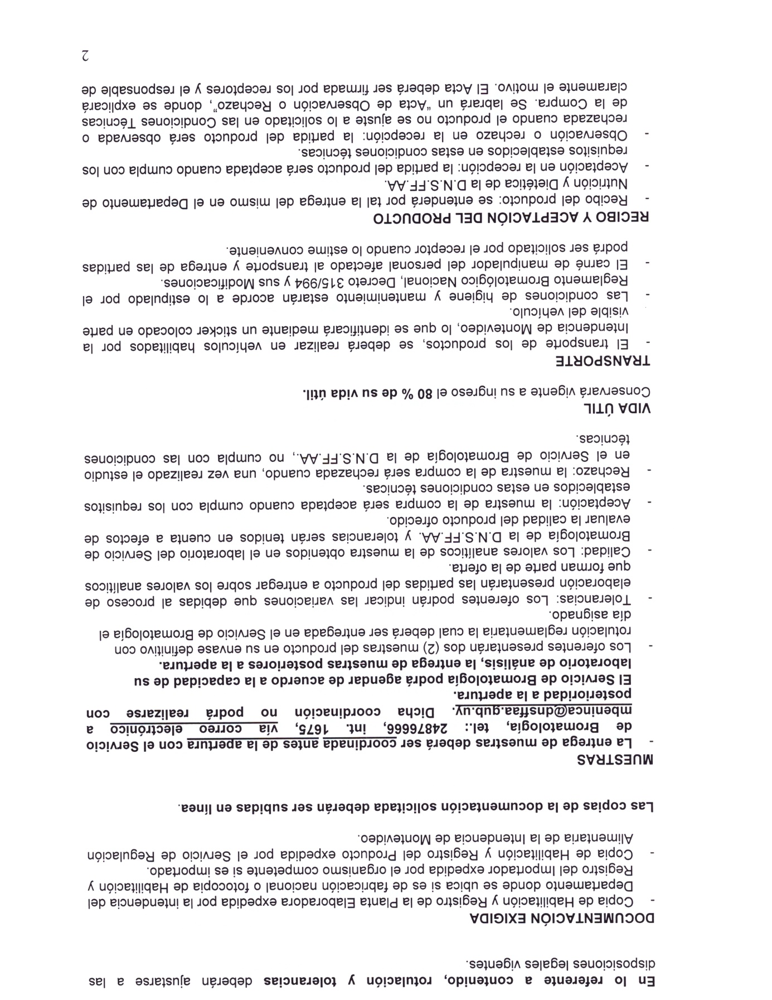 En lo referente a contenido, rotulación y tolerancias deberán ajustarse a las
disposiciones legales vigentes.
DOCUMENTACIÓN EXIGIDA
- Copia de Habilitación y Registro de la Planta Elaboradora expedida por la intendencia del
Departamento donde se ubica si es de fabricación nacional o fotocopia de Habilitación y
Registro del Importador expedida por el organismo competente si es importado.
- Copia de Habilitación y Registro del Producto expedida por el Servicio de Regulación
Alimentaria de la Intendencia de Montevideo.
Las copias de la documentación solicitada deberán ser subidas en línea.
MUESTRAS
- La entrega de muestras deberá ser coordinada antes de la apertura con el Servicio
de Bromatología, tel.: 24876666, int. 1675, vía correo electrónico a
mbeninca@dnsffaa.gub.uy. Dicha coordinación no podrá realizarse con
posterioridad a la apertura.
El Servicio de Bromatología podrá agendar de acuerdo a la capacidad de su
laboratorio de análisis, la entrega de muestras posteriores a la apertura.
- Los oferentes presentarán dos (2) muestras del producto en su envase definitivo con
rotulación reglamentaria la cual deberá ser entregada en el Servicio de Bromatología el
día asignado.
- Tolerancias: Los oferentes podrán indicar las variaciones que debidas al proceso de
elaboración presentarán las partidas del producto a entregar sobre los valores analíticos
que forman parte de la oferta.
- Calidad: Los valores analíticos de la muestra obtenidos en el laboratorio del Servicio de
Bromatología de la D.N.S.FF.AA. y tolerancias serán tenidos en cuenta a efectos de
evaluar la calidad del producto ofrecido.
- Aceptación: la muestra de la compra será aceptada cuando cumpla con los requisitos
establecidos en estas condiciones técnicas.
- Rechazo: la muestra de la compra será rechazada cuando, una vez realizado el estudio
en el Servicio de Bromatología de la D.N.S.FF.AA., no cumpla con las condiciones
técnicas.
VIDA ÚTIL
Conservará vigente a su ingreso el 80 % de su vida útil.
TRANSPORTE
- El transporte de los productos, se deberá realizar en vehículos habilitados por la
Intendencia de Montevideo, lo que se identificará mediante un sticker colocado en parte
visible del vehículo.
- Las condiciones de higiene y mantenimiento estarán acorde a lo estipulado por el
Reglamento Bromatológico Nacional, Decreto 315/994 y sus Modificaciones.
- El carné de manipulador del personal afectado al transporte y entrega de las partidas
podrá ser solicitado por el receptor cuando lo estime conveniente.
RECIBO Y ACEPTACIÓN DEL PRODUCTO
- Recibo del producto: se entenderá por tal la entrega del mismo en el Departamento de
Nutrición y Dietética de la D.N.S.FF.AA.
- Aceptación en la recepción: la partida del producto será aceptada cuando cumpla con los
requisitos establecidos en estas condiciones técnicas.
- Observación o rechazo en la recepción: la partida del producto será observada o
rechazada cuando el producto no se ajuste a lo solicitado en las Condiciones Técnicas
de la Compra. Se labrará un “Acta de Observación o Rechazo”, donde se explicará
claramente el motivo. El Acta deberá ser firmada por los receptores y el responsable de
2